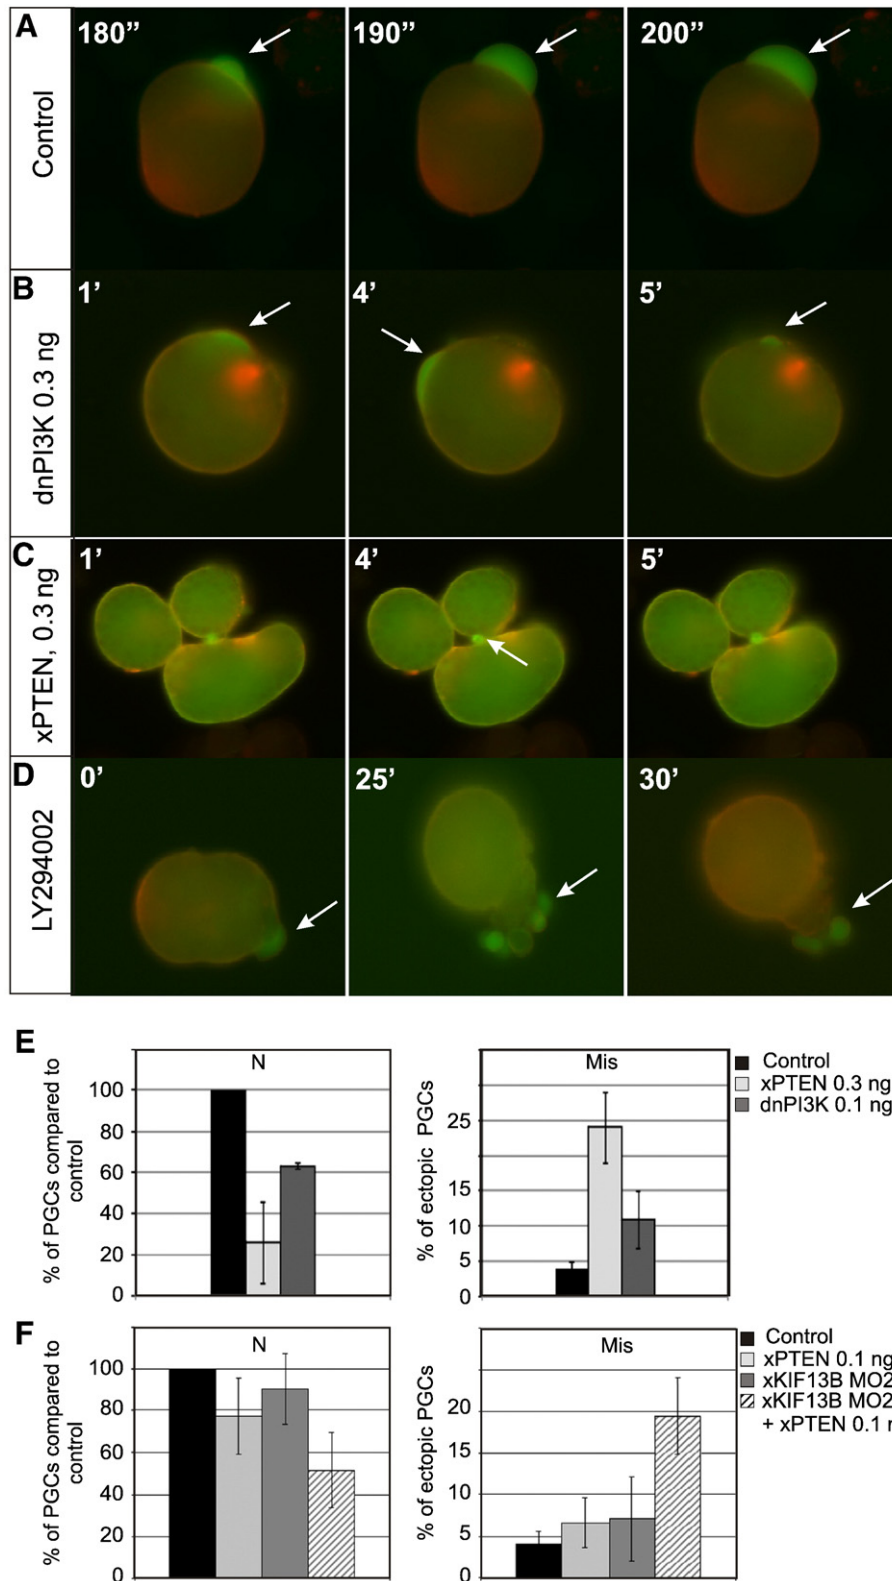 A
Control
180”
190”
200”
B
dnPI3K 0.3 ng
1’
4’
5’
C
xPTEN, 0.3 ng
1’
4’
5’
D
LY294002
0’
25’
30’
E
N
% of PGCs compared to
control
100
80
60
40
20
0
Mis
% of ectopic PGCs
25
15
10
5
0
Control
xPTEN 0.3 ng
dnPI3K 0.1 ng
F
N
% of PGCs compared to
control
100
80
60
40
20
0
Mis
% of ectopic PGCs
20
15
10
5
0
Control
xPTEN 0.1 ng
xKIF13B MO2
xKIF13B MO2
+ xPTEN 0.1